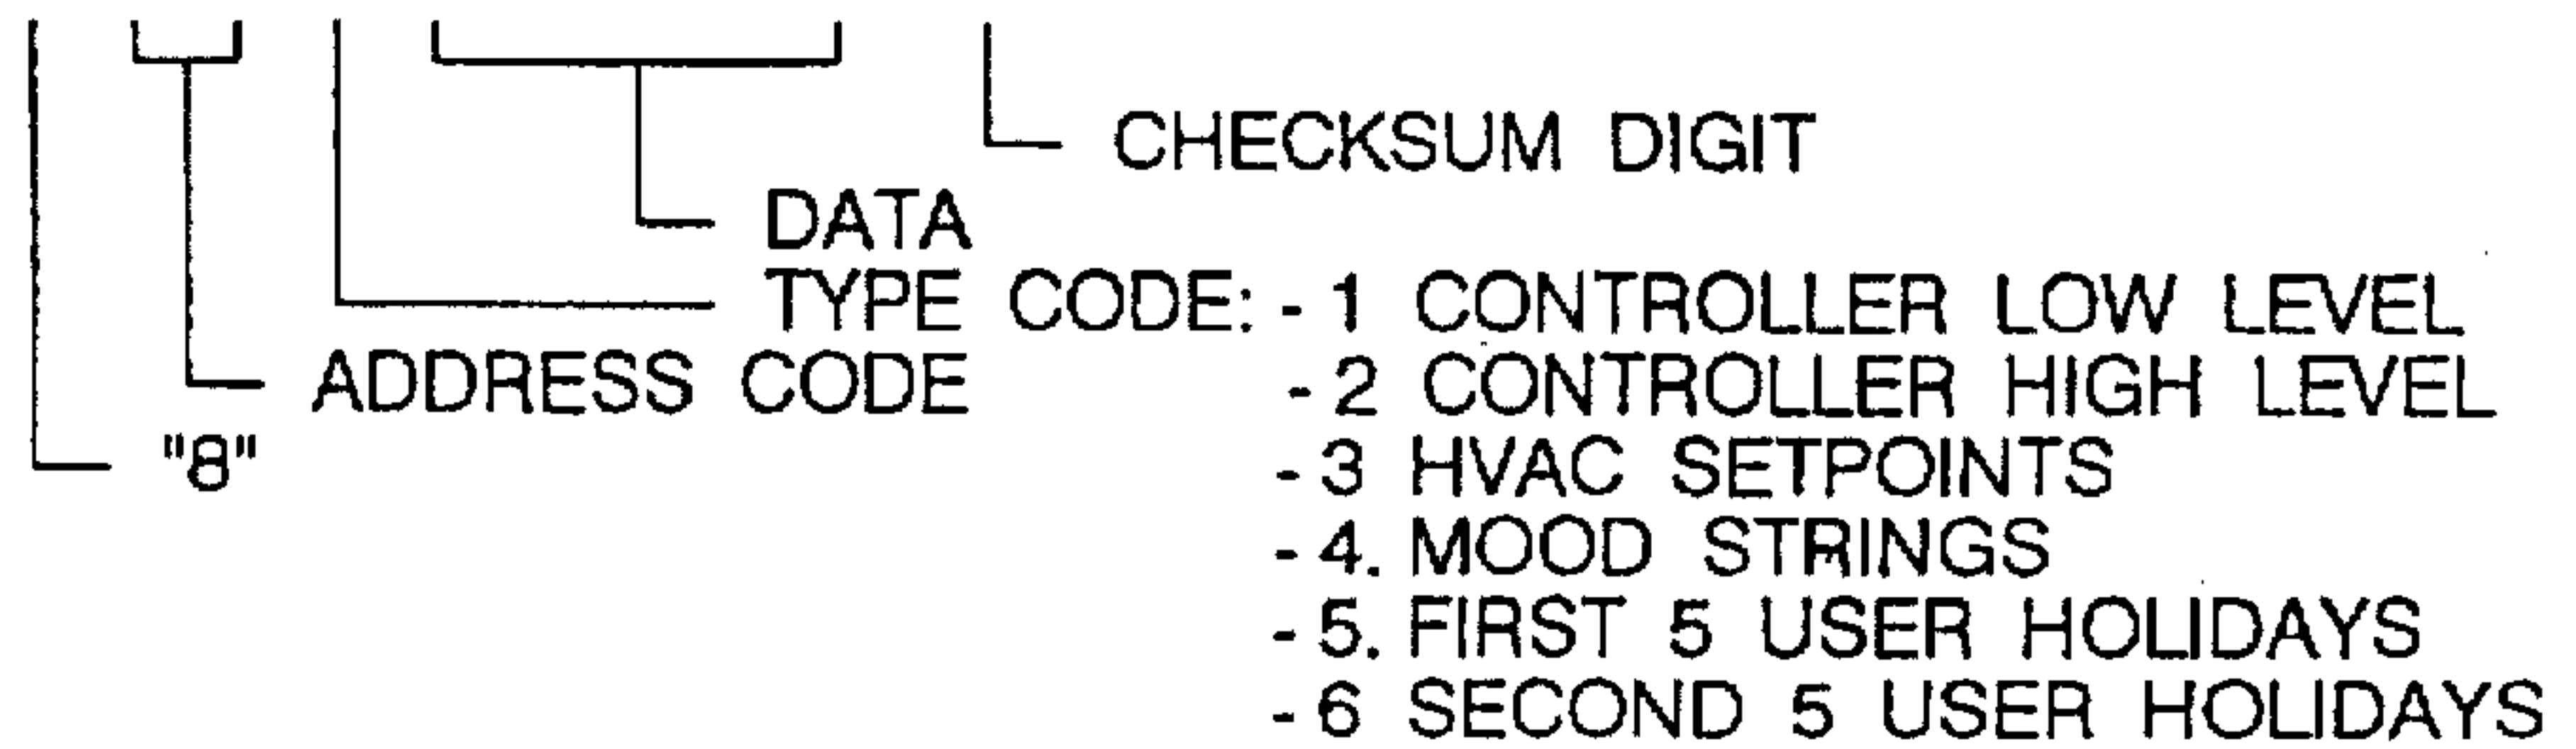 CHECKSUM DIGIT
DATA
TYPE CODE: - 1 CONTROLLER LOW LEVEL
ADDRESS CODE - 2 CONTROLLER HIGH LEVEL
"8" - 3 HVAC SETPOINTS
- 4. MOOD STRINGS
- 5. FIRST 5 USER HOLIDAYS
- 6 SECOND 5 USER HOLIDAYS